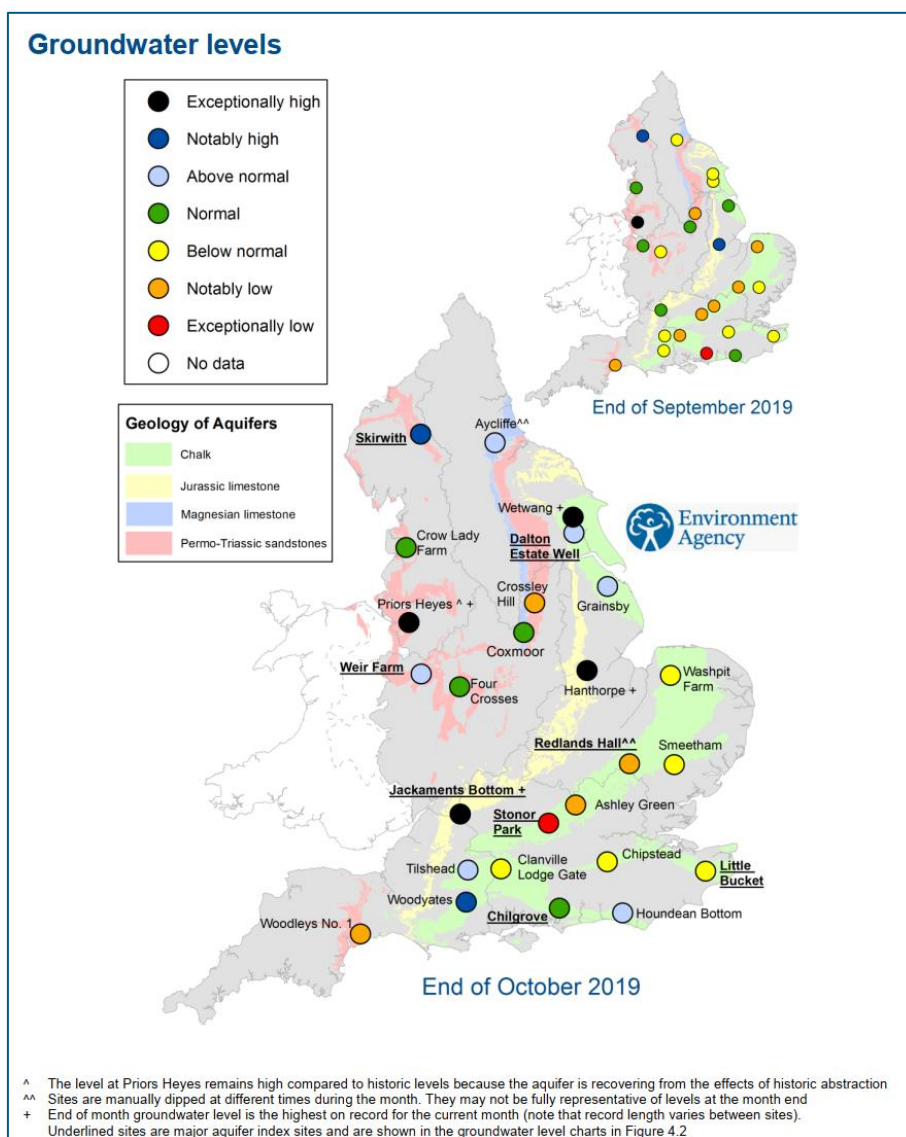 Groundwater levels
Exceptionally high
Notably high
Above normal
Normal
Below normal
Notably low
Exceptionally low
No data
End of September 2019
Geology of Aquifers
Chalk
Jurassic limestone
Magnesian limestone
Permo-Triassic sandstones
Environment
Agency
Skirwith
Aycliffe^^
Wetwang +
Crow Lady
Farm
Dalton
Estate Well
Crossley
Hill
Grainsby
Priors Heyes ^ +
Coxmoor
Weir Farm
Four
Crosses
Hanthorpe +
Washpit
Farm
Redlands Hall^^
Smeetham
Jackaments Bottom +
Stonor
Park
Ashley Green
Tilshead
Clanville
Lodge Gate
Chipstead
Little
Bucket
Woodyates
Chilgrove
Houndean Bottom
Woodleys No. 1
End of October 2019
^ The level at Priors Heyes remains high compared to historic levels because the aquifer is recovering from the effects of historic abstraction
^^ Sites are manually dipped at different times during the month. They may not be fully representative of levels at the month end
+ End of month groundwater level is the highest on record for the current month (note that record length varies between sites).
Underlined sites are major aquifer index sites and are shown in the groundwater level charts in Figure 4.2